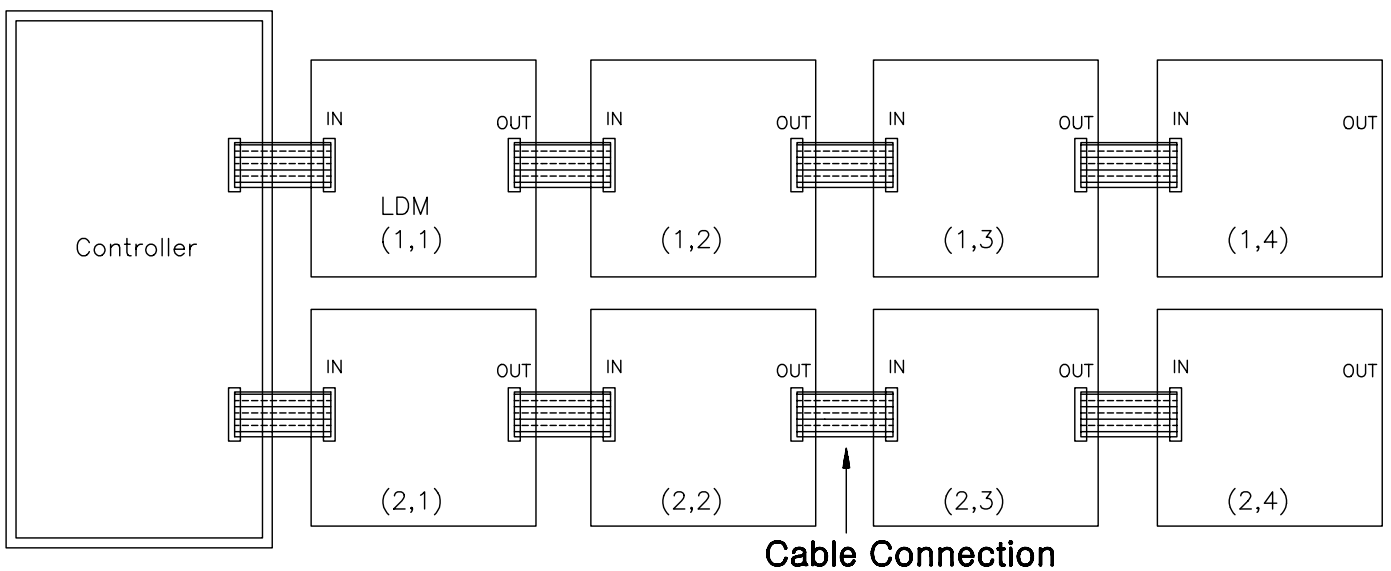 IN OUT IN OUT IN OUT IN OUT
LDM
(1,1) (1,2) (1,3) (1,4)
Controller
IN OUT IN OUT IN OUT IN OUT
(2,1) (2,2) (2,3) (2,4)
Cable Connection